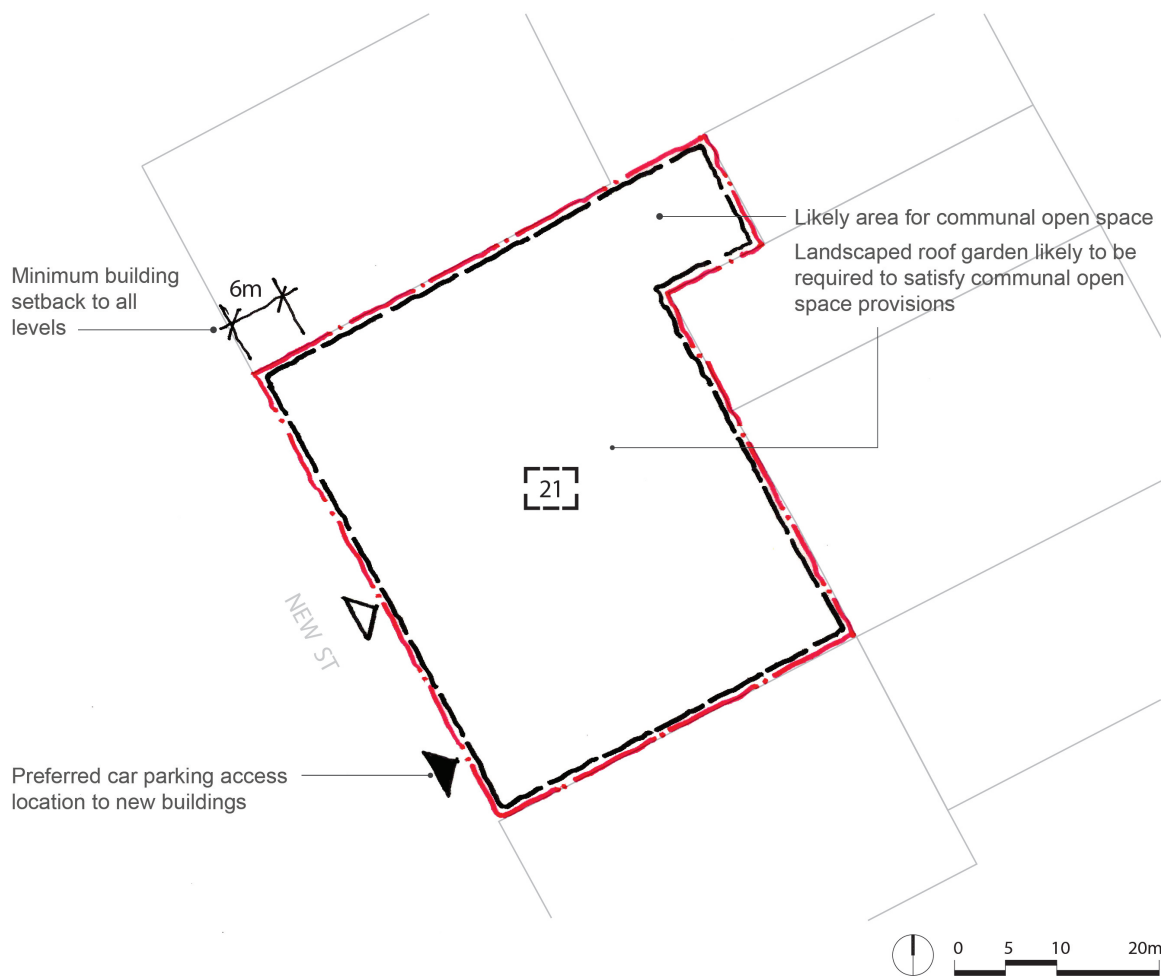 Likely area for communal open space
Landscaped roof garden likely to be
required to satisfy communal open
space provisions
Minimum building
setback to all
levels
6m
21
NEW ST
Preferred car parking access
location to new buildings
0 5 10 20m